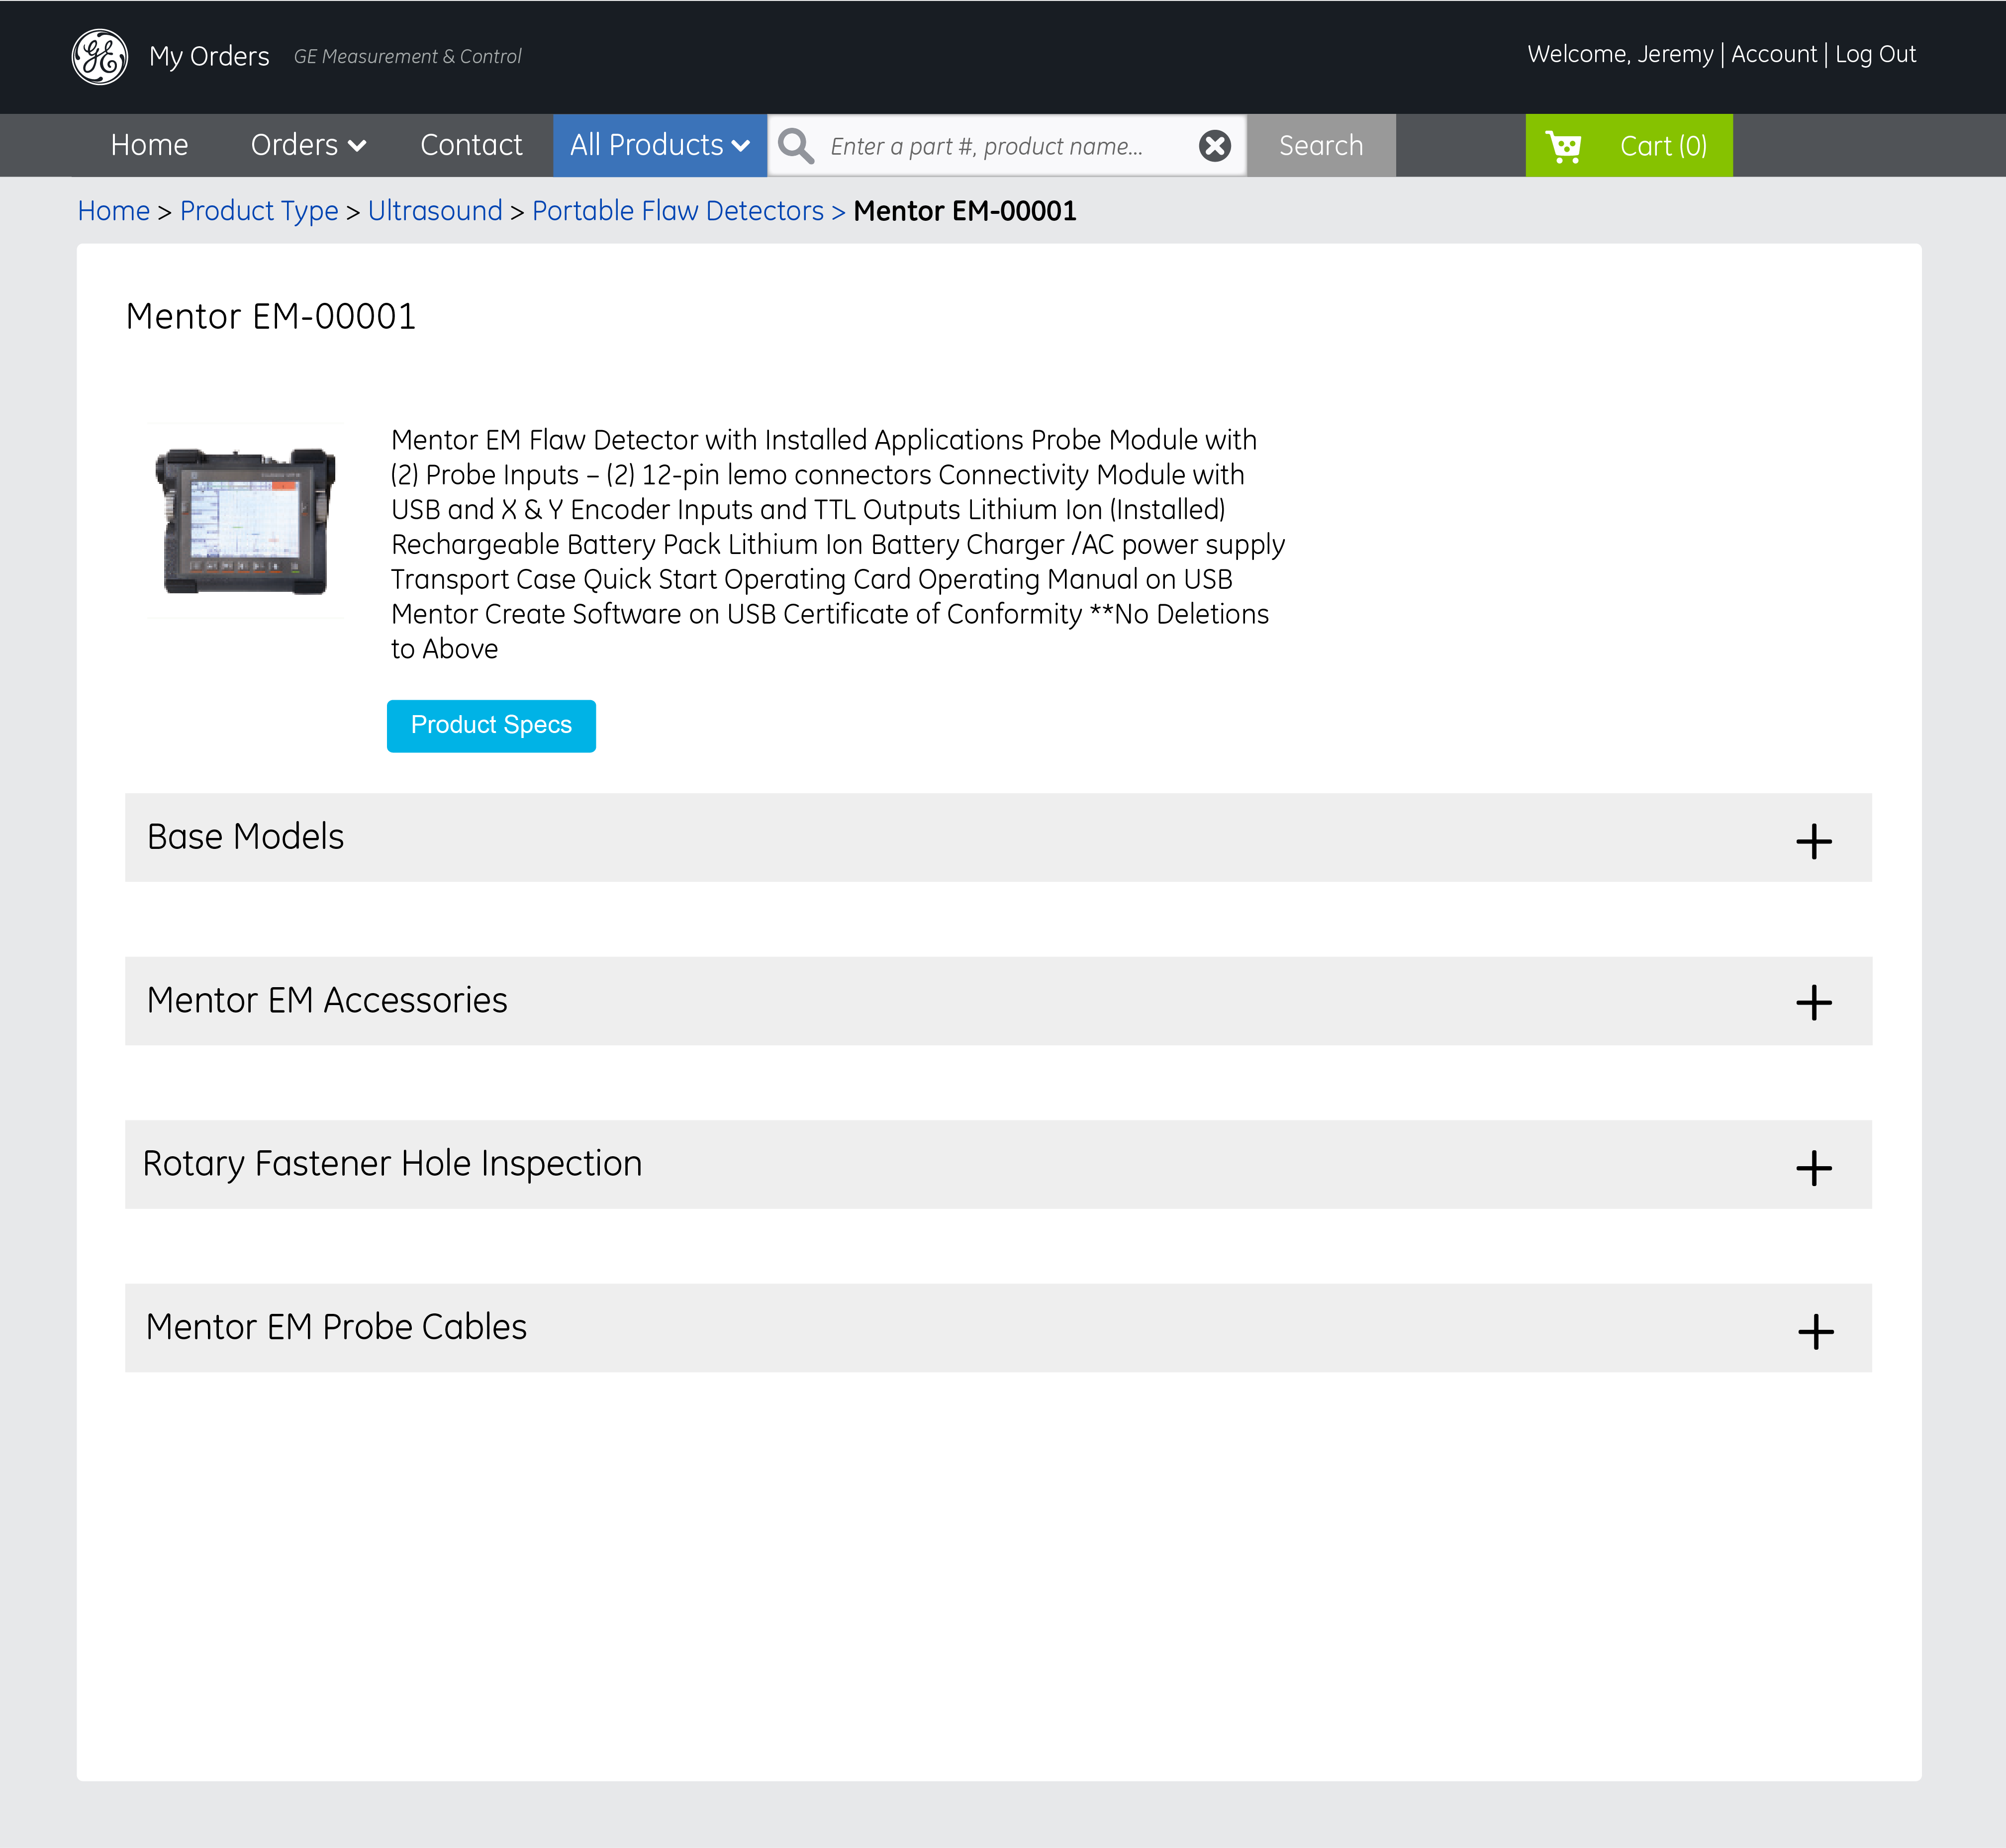 GE My Orders GE Measurement & Control Welcome, Jeremy | Account | Log Out
Home Orders Contact All Products Enter a part #, product name... Search Cart (0)
Home > Product Type > Ultrasound > Portable Flaw Detectors > Mentor EM-00001
Mentor EM-00001
Mentor EM Flaw Detector with Installed Applications Probe Module with
(2) Probe Inputs – (2) 12-pin lemo connectors Connectivity Module with
USB and X & Y Encoder Inputs and TTL Outputs Lithium Ion (Installed)
Rechargeable Battery Pack Lithium Ion Battery Charger /AC power supply
Transport Case Quick Start Operating Card Operating Manual on USB
Mentor Create Software on USB Certificate of Conformity **No Deletions
to Above
Product Specs
Base Models
Mentor EM Accessories
Rotary Fastener Hole Inspection
Mentor EM Probe Cables